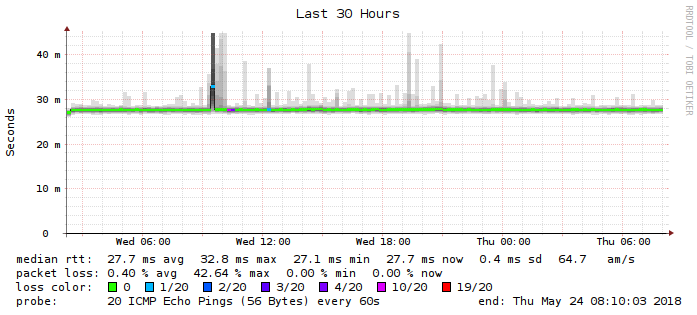 Last 30 Hours
RRDTOOL / TOBI OETIKER
Seconds
40 m
30 m
20 m
10 m
0
Wed 06:00 Wed 12:00 Wed 18:00 Thu 00:00 Thu 06:00
median rtt: 27.7 ms avg 32.8 ms max 27.1 ms min 27.7 ms now 0.4 ms sd 64.7 am/s
packet loss: 0.40 % avg 42.64 % max 0.00 % min 0.00 % now
loss color: 0 1/20 2/20 3/20 4/20 10/20 19/20
probe: 20 ICMP Echo Pings (56 Bytes) every 60s end: Thu May 24 08:10:03 2018